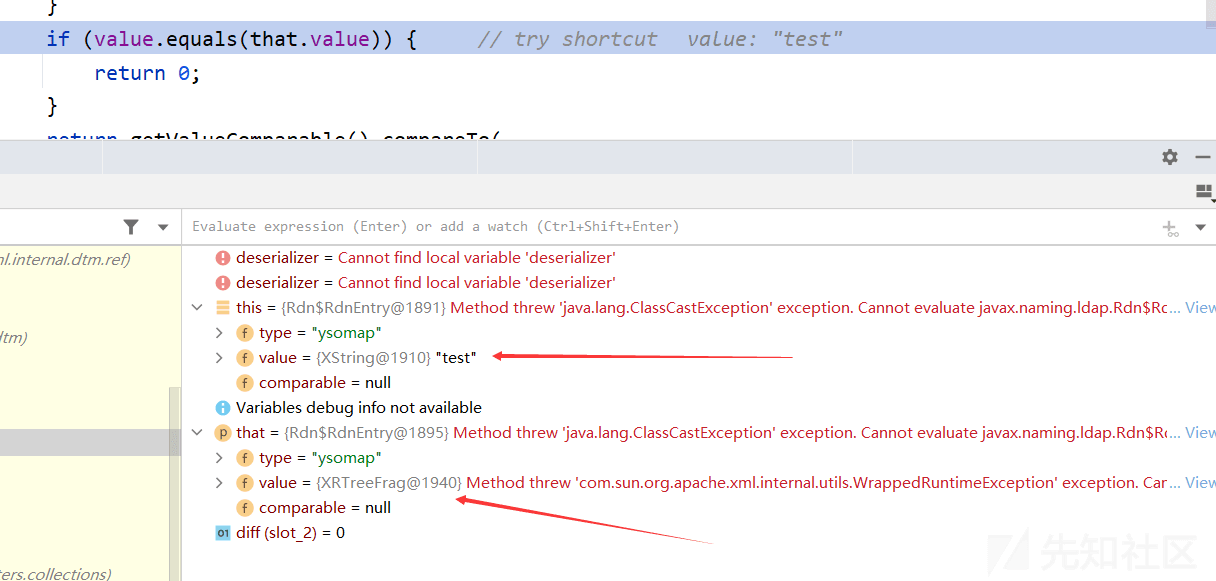 }
if (value.equals(that.value)) {    // try shortcut  value: "test"
return 0;
}
return getValueComparable().compareTo(
Evaluate expression (Enter) or add a watch (Ctrl+Shift+Enter)
nl.internal.dtm.ref)
deserializer = Cannot find local variable 'deserializer'
deserializer = Cannot find local variable 'deserializer'
this = {Rdn$RdnEntry@1891} Method threw 'java.lang.ClassCastException' exception. Cannot evaluate javax.naming.ldap.Rdn$Rc... View
dtm)
f type = "ysomap"
f value = {XString@1910} "test"
f comparable = null
Variables debug info not available
p that = {Rdn$RdnEntry@1895} Method threw 'java.lang.ClassCastException' exception. Cannot evaluate javax.naming.ldap.Rdn$Rc... View
f type = "ysomap"
f value = {XRTreeFrag@1940} Method threw 'com.sun.org.apache.xml.internal.utils.WrappedRuntimeException' exception. Car... View
f comparable = null
01 diff (slot_2) = 0
先知社区
ters.collections)